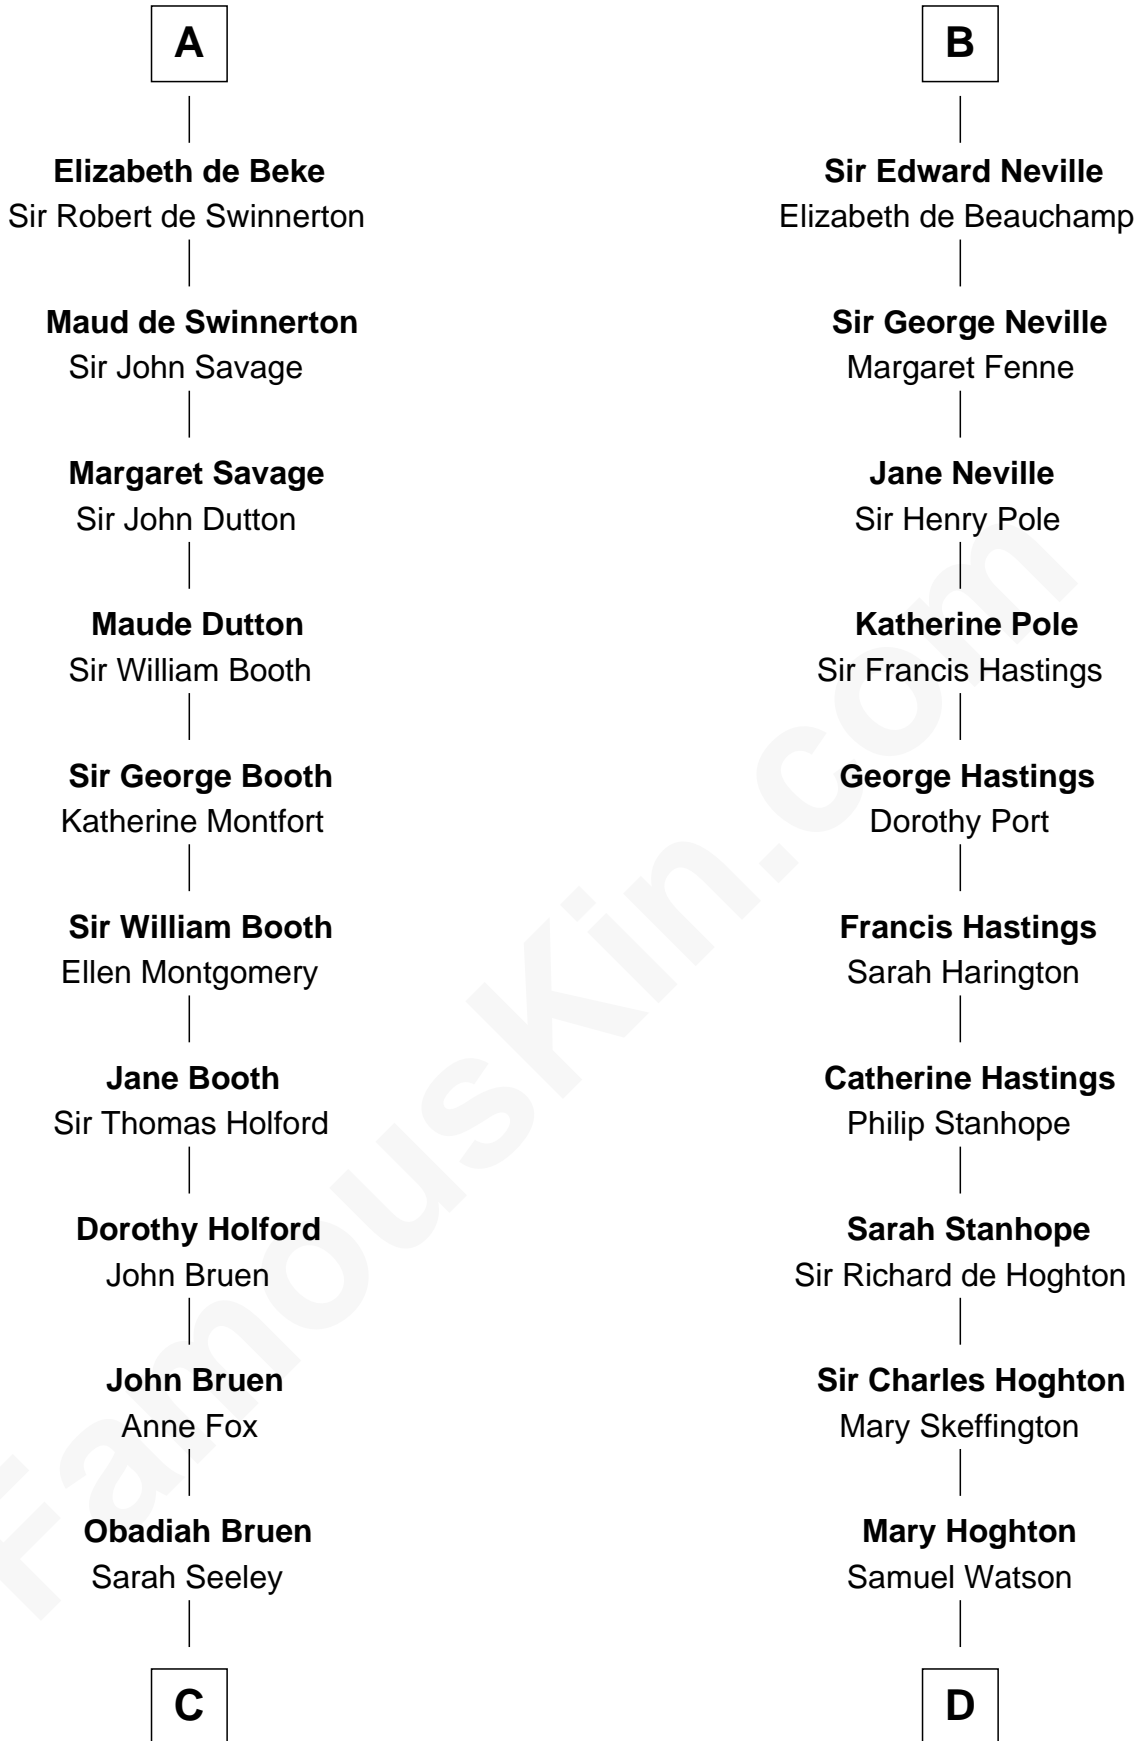 A
Elizabeth de Beke
Sir Robert de Swinnerton
Maud de Swinnerton
Sir John Savage
Margaret Savage
Sir John Dutton
Maude Dutton
Sir William Booth
Sir George Booth
Katherine Montfort
Sir William Booth
Ellen Montgomery
Jane Booth
Sir Thomas Holford
Dorothy Holford
John Bruen
John Bruen
Anne Fox
Obadiah Bruen
Sarah Seeley
C
B
Sir Edward Neville
Elizabeth de Beauchamp
Sir George Neville
Margaret Fenne
Jane Neville
Sir Henry Pole
Katherine Pole
Sir Francis Hastings
George Hastings
Dorothy Port
Francis Hastings
Sarah Harington
Catherine Hastings
Philip Stanhope
Sarah Stanhope
Sir Richard de Hoghton
Sir Charles Hoghton
Mary Skeffington
Mary Hoghton
Samuel Watson
D
FamousKin.com